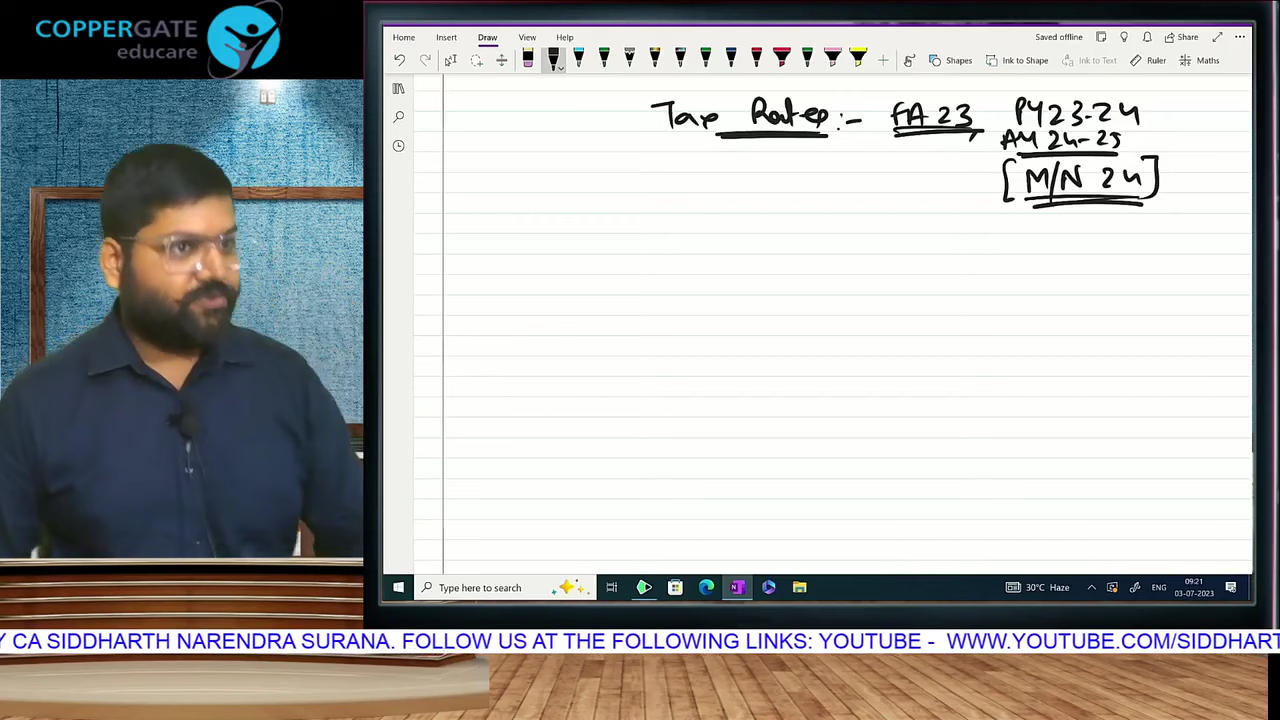 COPPERGATE
educare
Home Insert Draw View Help
Saved offline Share
Shapes Ink to Shape Ink to Text Ruler Maths
Tax Rates :- FA 23 PY 23-24
AY 24-25
[M/N 24]
Type here to search
30°C Haze ENG 09:21
03-07-2023
Y CA SIDDHARTH NARENDRA SURANA. FOLLOW US AT THE FOLLOWING LINKS: YOUTUBE - WWW.YOUTUBE.COM/SIDDHART